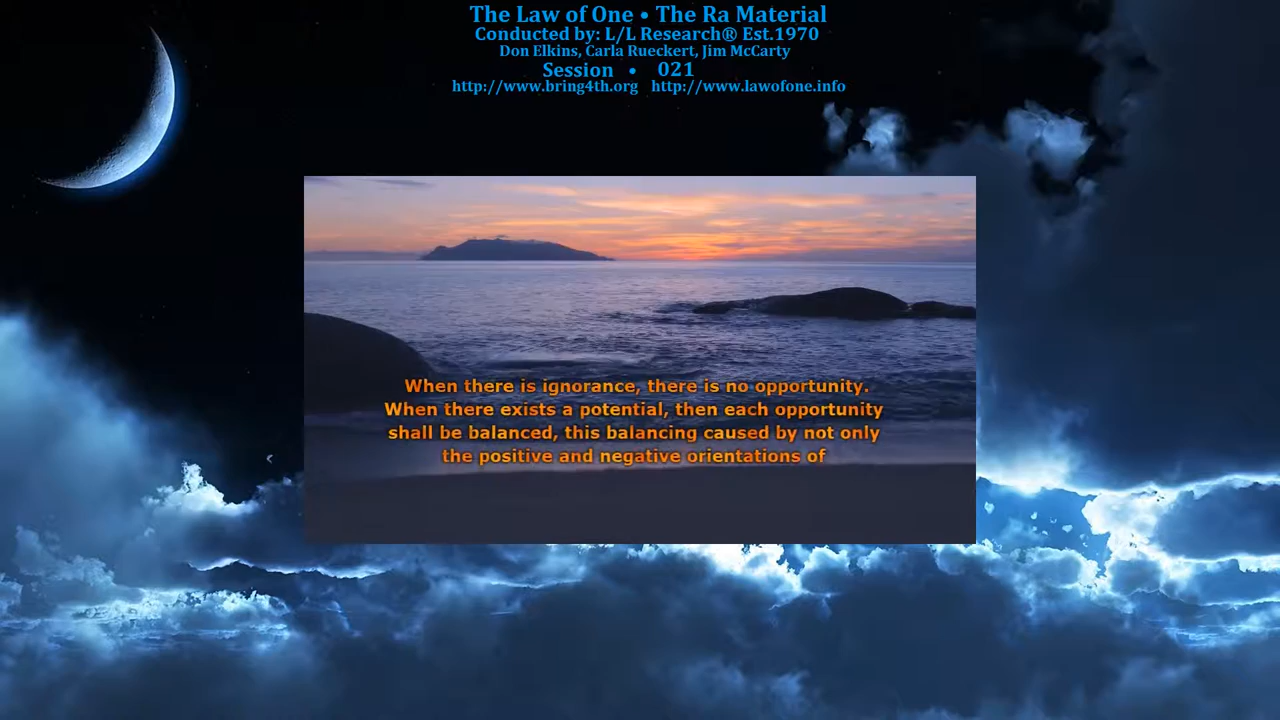 The Law of One • The Ra Material
Conducted by: L/L Research® Est.1970
Don Elkins, Carla Rueckert, Jim McCarty
Session • 021
http://www.bring4th.org http://www.lawofone.info
When there is ignorance, there is no opportunity.
When there exists a potential, then each opportunity
shall be balanced, this balancing caused by not only
the positive and negative orientations of